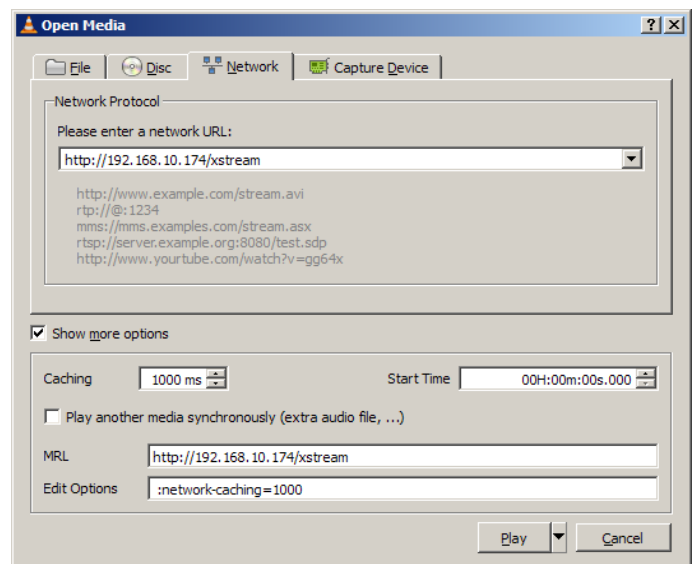 Open Media
File Disc Network Capture Device
Network Protocol
Please enter a network URL:
http://192.168.10.174/xstream
http://www.example.com/stream.avi
rtp://@:1234
mms://mms.examples.com/stream.asx
rtsp://server.example.org:8080/test.sdp
http://www.yourtube.com/watch?v=gg64x
Show more options
Caching 1000 ms Start Time 00H:00m:00s.000
Play another media synchronously (extra audio file, ...)
MRL http://192.168.10.174/xstream
Edit Options :network-caching=1000
Play Cancel